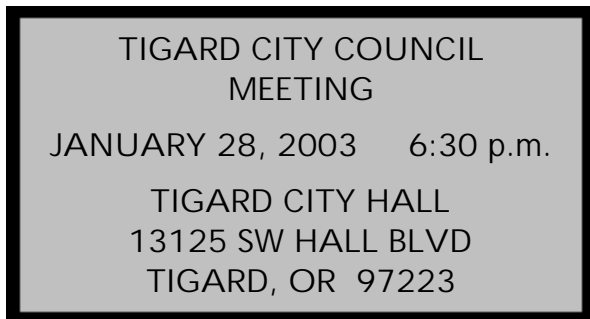 TIGARD CITY COUNCIL
MEETING
JANUARY 28, 2003 6:30 p.m.
TIGARD CITY HALL
13125 SW HALL BLVD
TIGARD, OR 97223